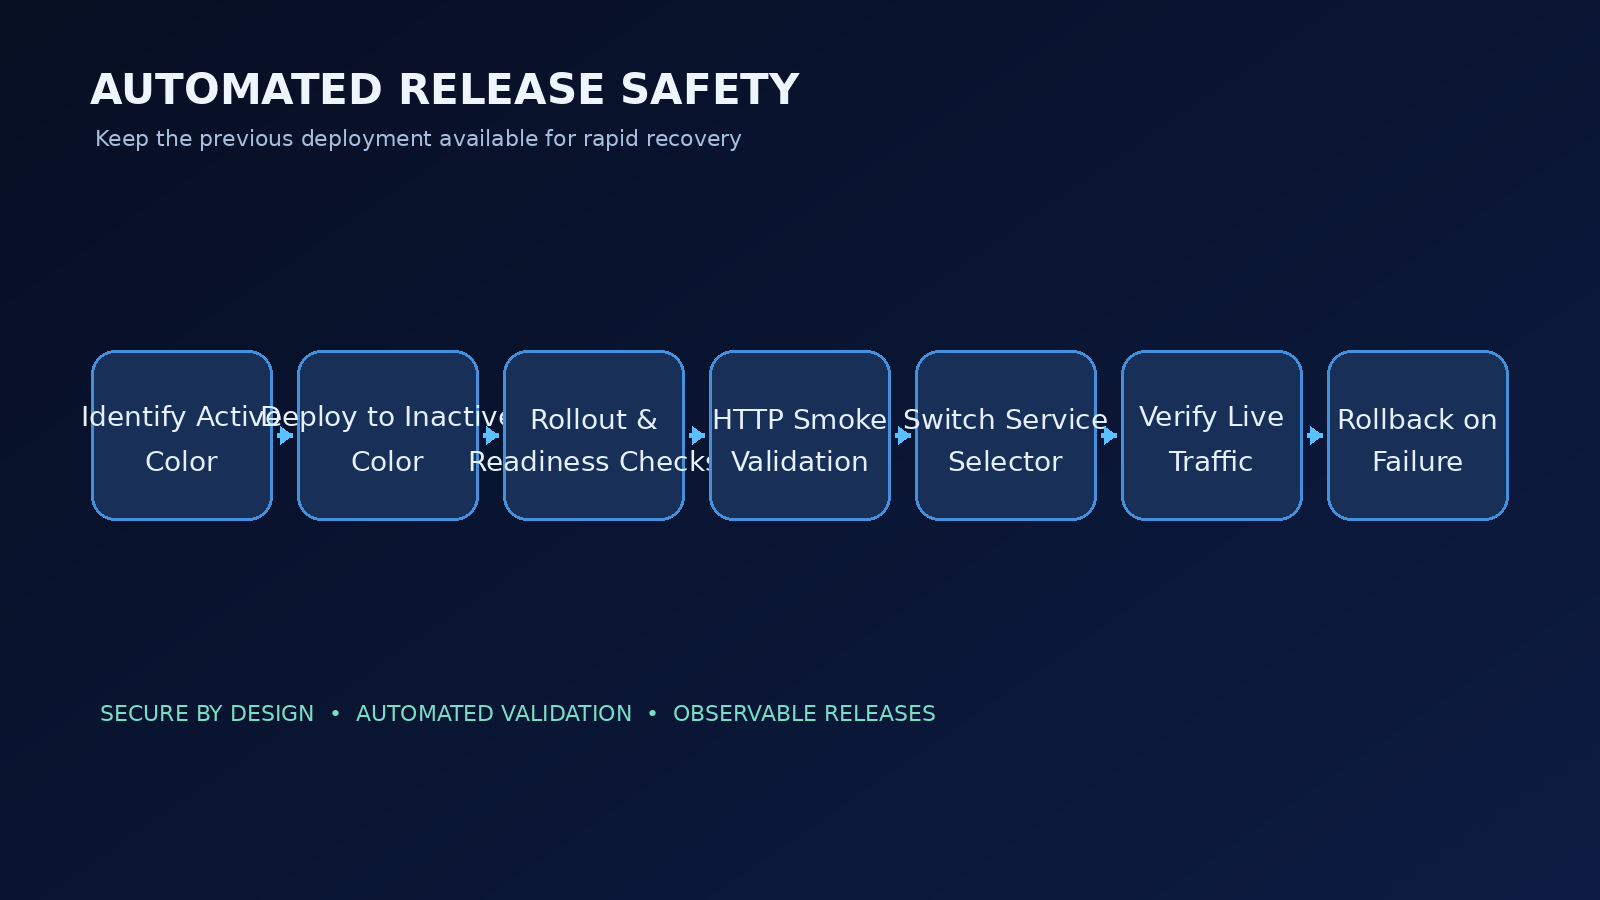 AUTOMATED RELEASE SAFETY
Keep the previous deployment available for rapid recovery
Identify Active
Color
Deploy to Inactive
Color
Rollout &
Readiness Checks
HTTP Smoke
Validation
Switch Service
Selector
Verify Live
Traffic
Rollback on
Failure
SECURE BY DESIGN • AUTOMATED VALIDATION • OBSERVABLE RELEASES